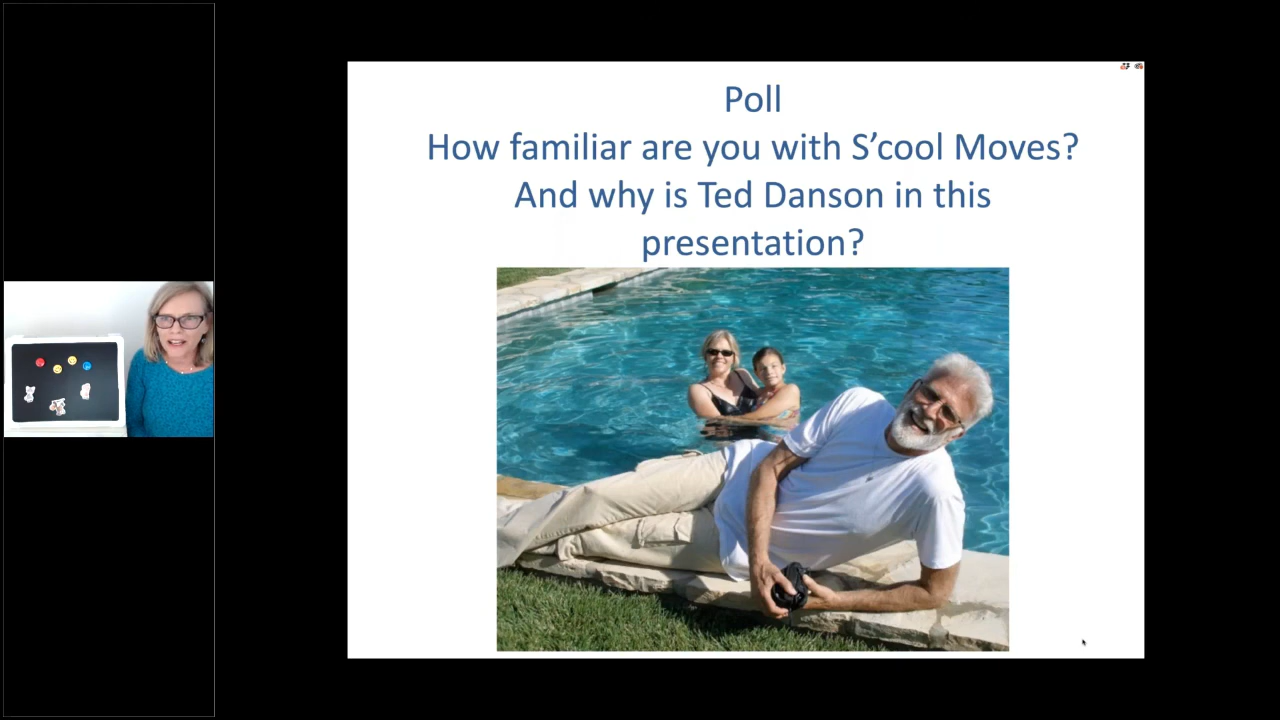 Poll
How familiar are you with S’cool Moves?
And why is Ted Danson in this
presentation?